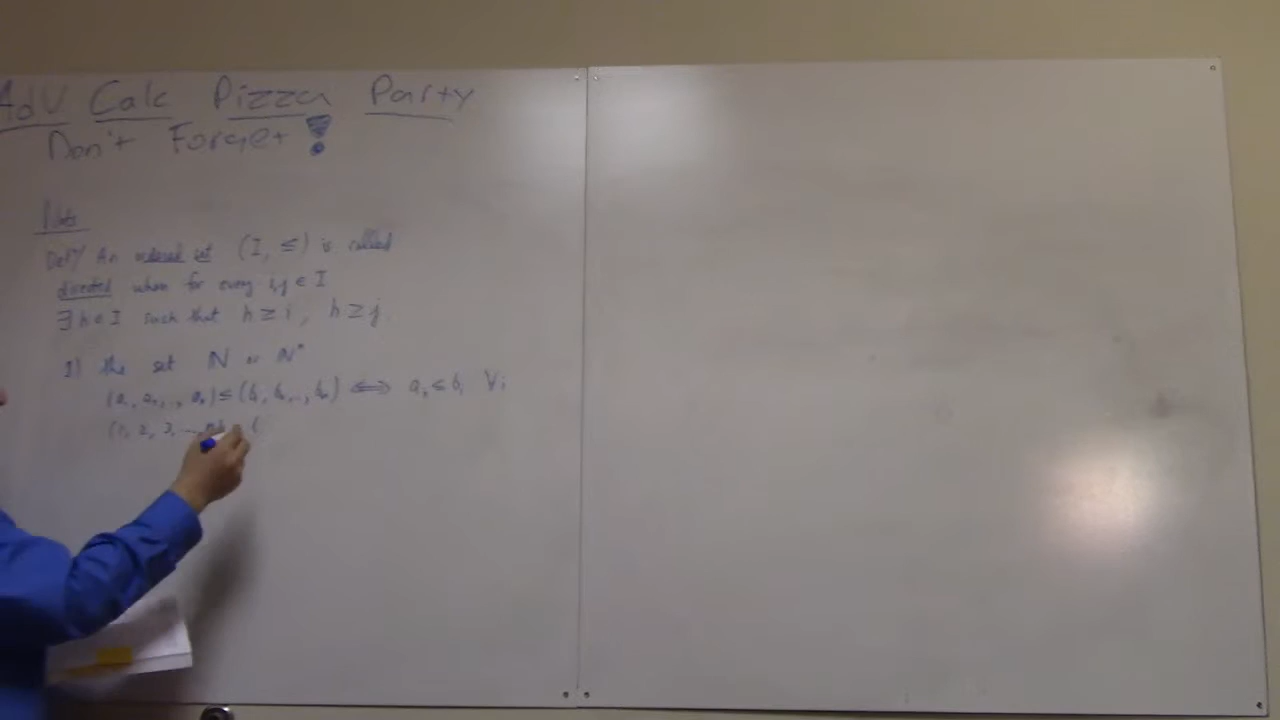 Adv Calc Pizza Party
Don't Forget!
Nets
Def'/ An ordered set (I, ≤) is called
directed when for every i,j ∈ I
∃ k ∈ I such that k ≥ i, k ≥ j
1) the set ℕ or ℕⁿ
(a₁, a₂, .., aₙ) ≤ (b₁, b₂, .., bₙ) ⟺ aᵢ ≤ bᵢ ∀i
(1, 2, 3, ...